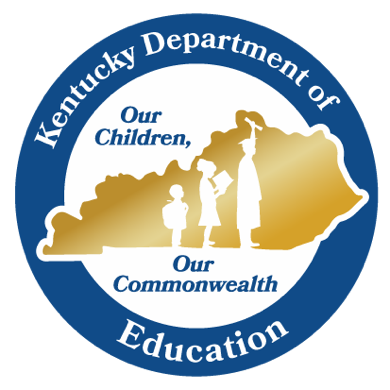 Kentucky Department of
Our
Children,
Our
Commonwealth
Education